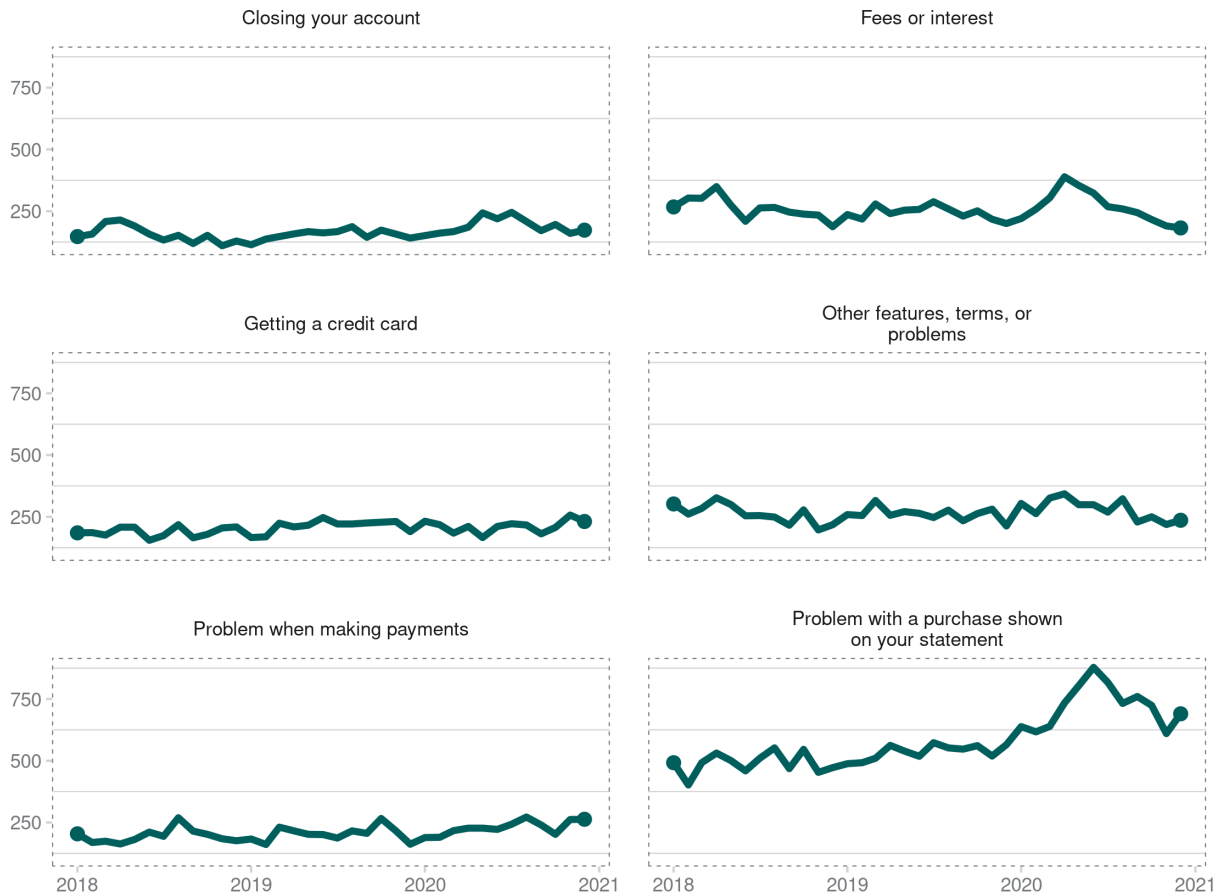 Closing your account
Fees or interest
750
500
250
Getting a credit card
Other features, terms, or
problems
750
500
250
Problem when making payments
Problem with a purchase shown
on your statement
750
500
250
2018 2019 2020 2021
2018 2019 2020 2021